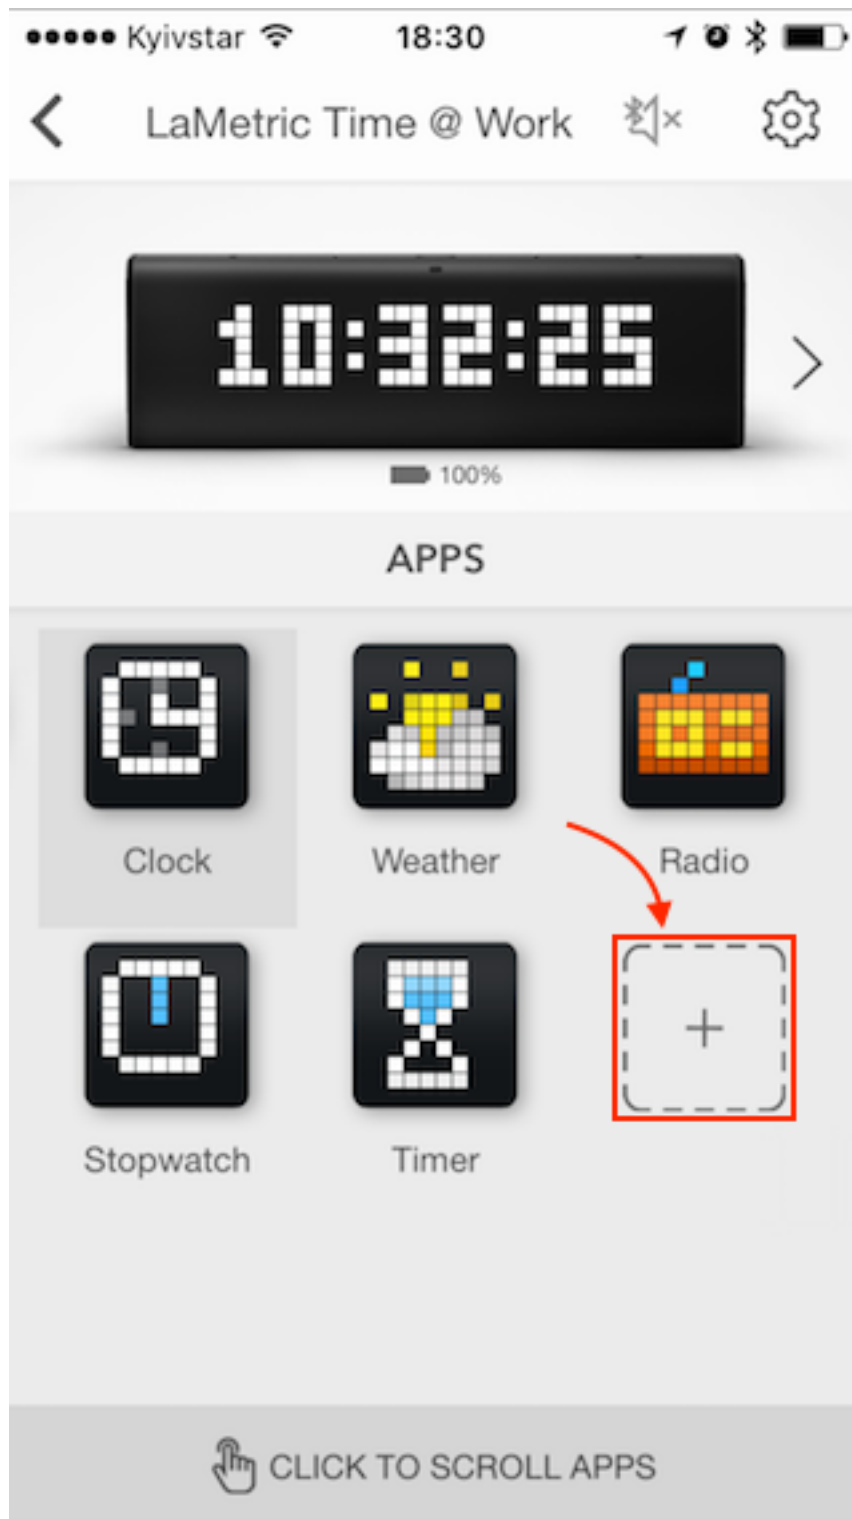 Kyivstar 18:30
LaMetric Time @ Work
10:32:25
100%
APPS
Clock Weather Radio
Stopwatch Timer
CLICK TO SCROLL APPS